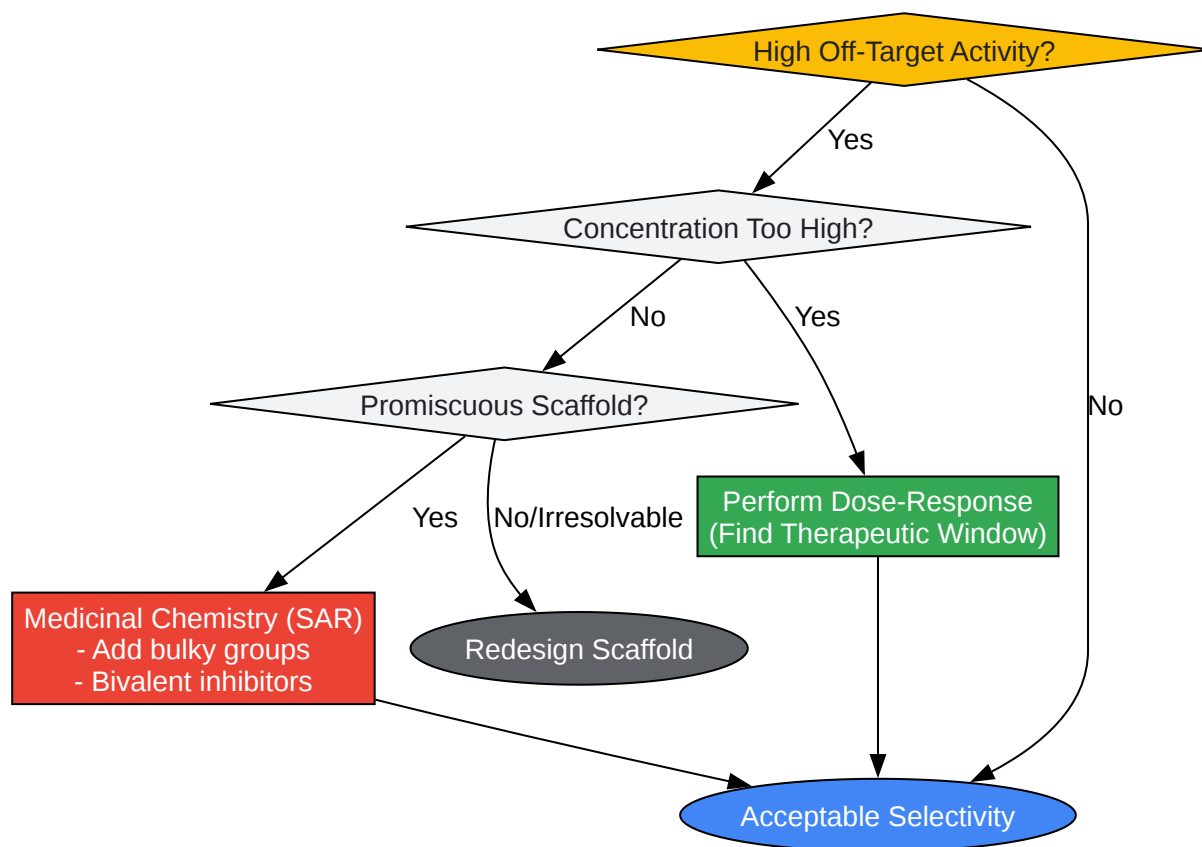 High Off-Target Activity?
Yes
Concentration Too High?
No
Yes
No
Promiscuous Scaffold?
Yes
No/Irresolvable
Perform Dose-Response
(Find Therapeutic Window)
Medicinal Chemistry (SAR)
- Add bulky groups
- Bivalent inhibitors
Redesign Scaffold
Acceptable Selectivity